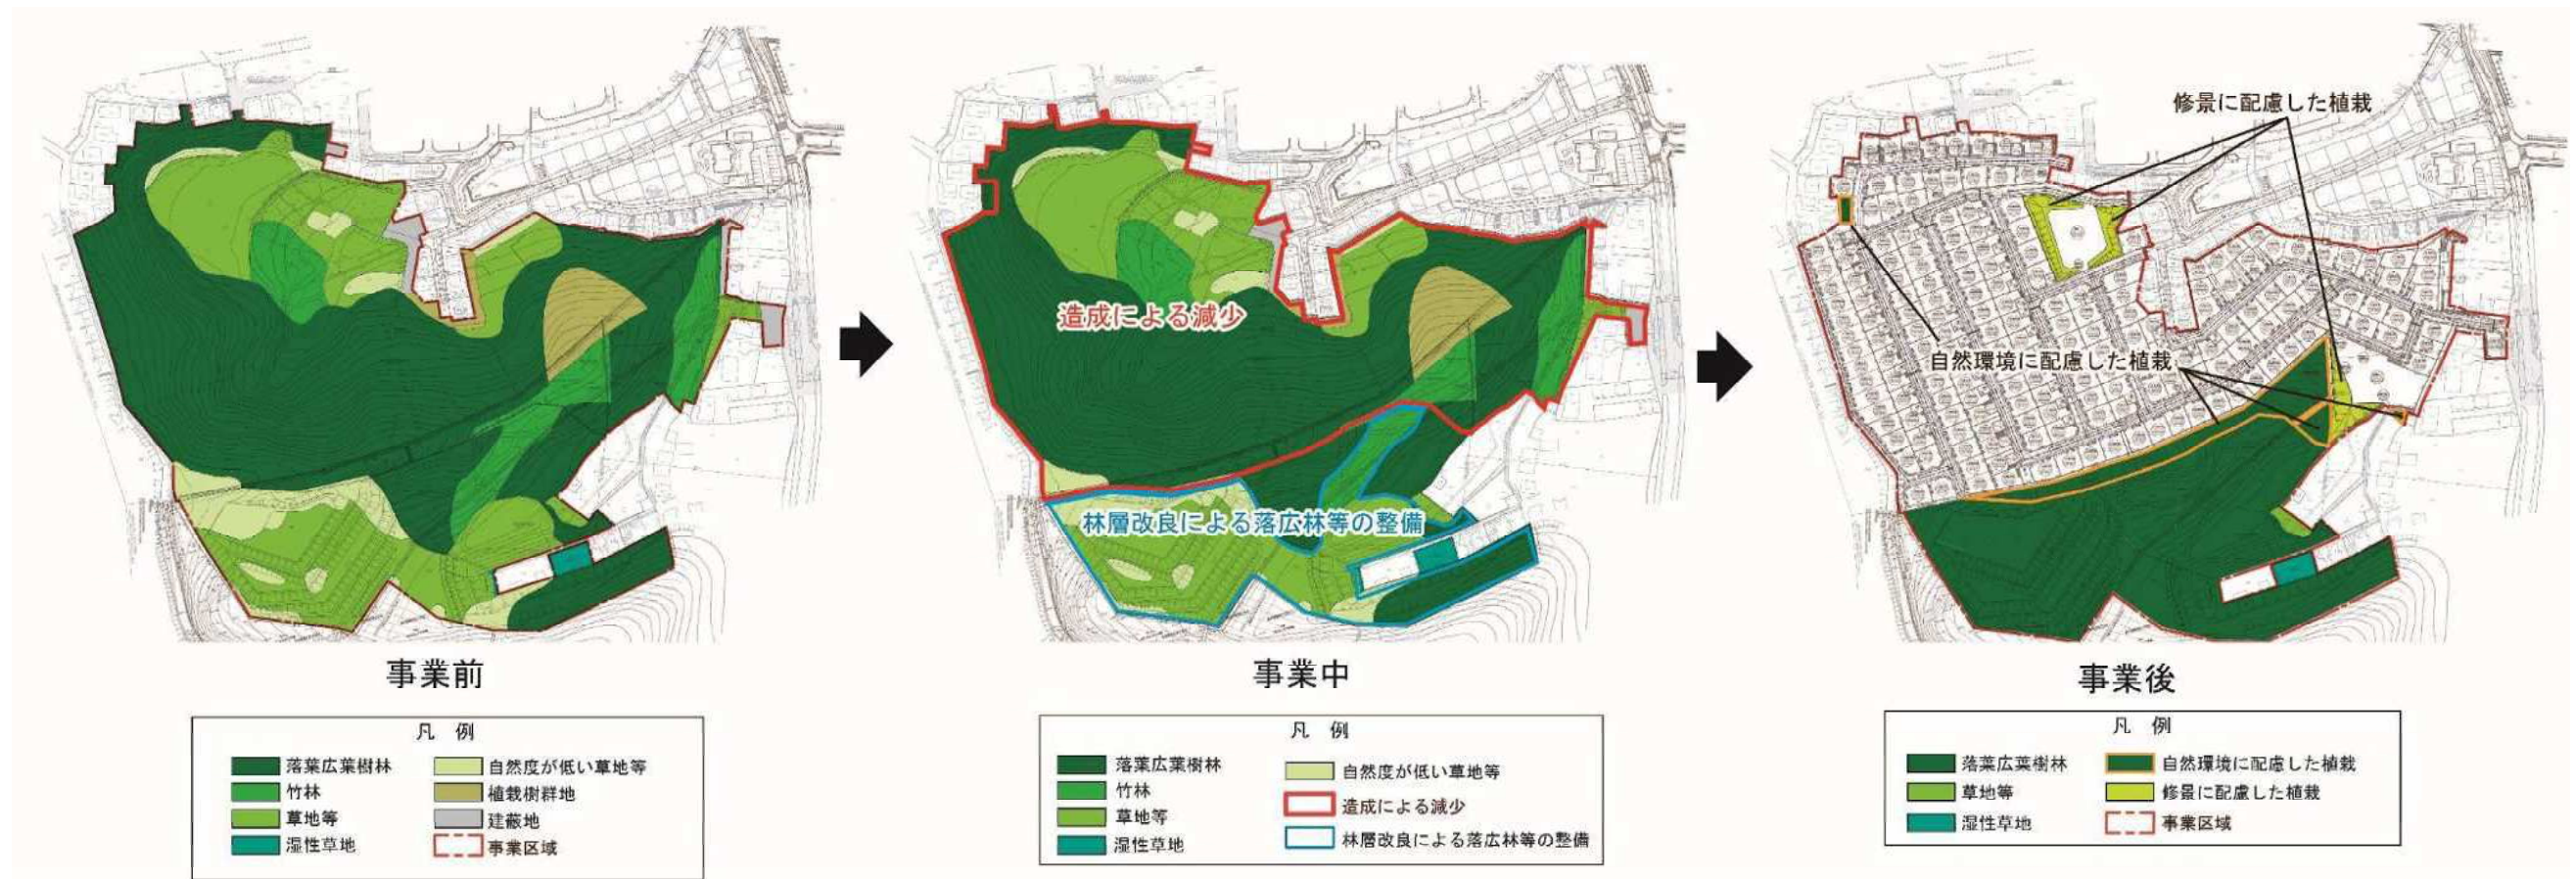 修景に配慮した植栽
造成による減少
自然環境に配慮した植栽
林層改良による落広林等の整備
事業前
事業中
事業後
凡 例
落葉広葉樹林
竹林
草地等
湿性草地
自然度が低い草地等
植栽樹群地
建蔽地
事業区域
凡 例
落葉広葉樹林
竹林
草地等
湿性草地
自然度が低い草地等
造成による減少
林層改良による落広林等の整備
凡 例
落葉広葉樹林
草地等
湿性草地
自然環境に配慮した植栽
修景に配慮した植栽
事業区域